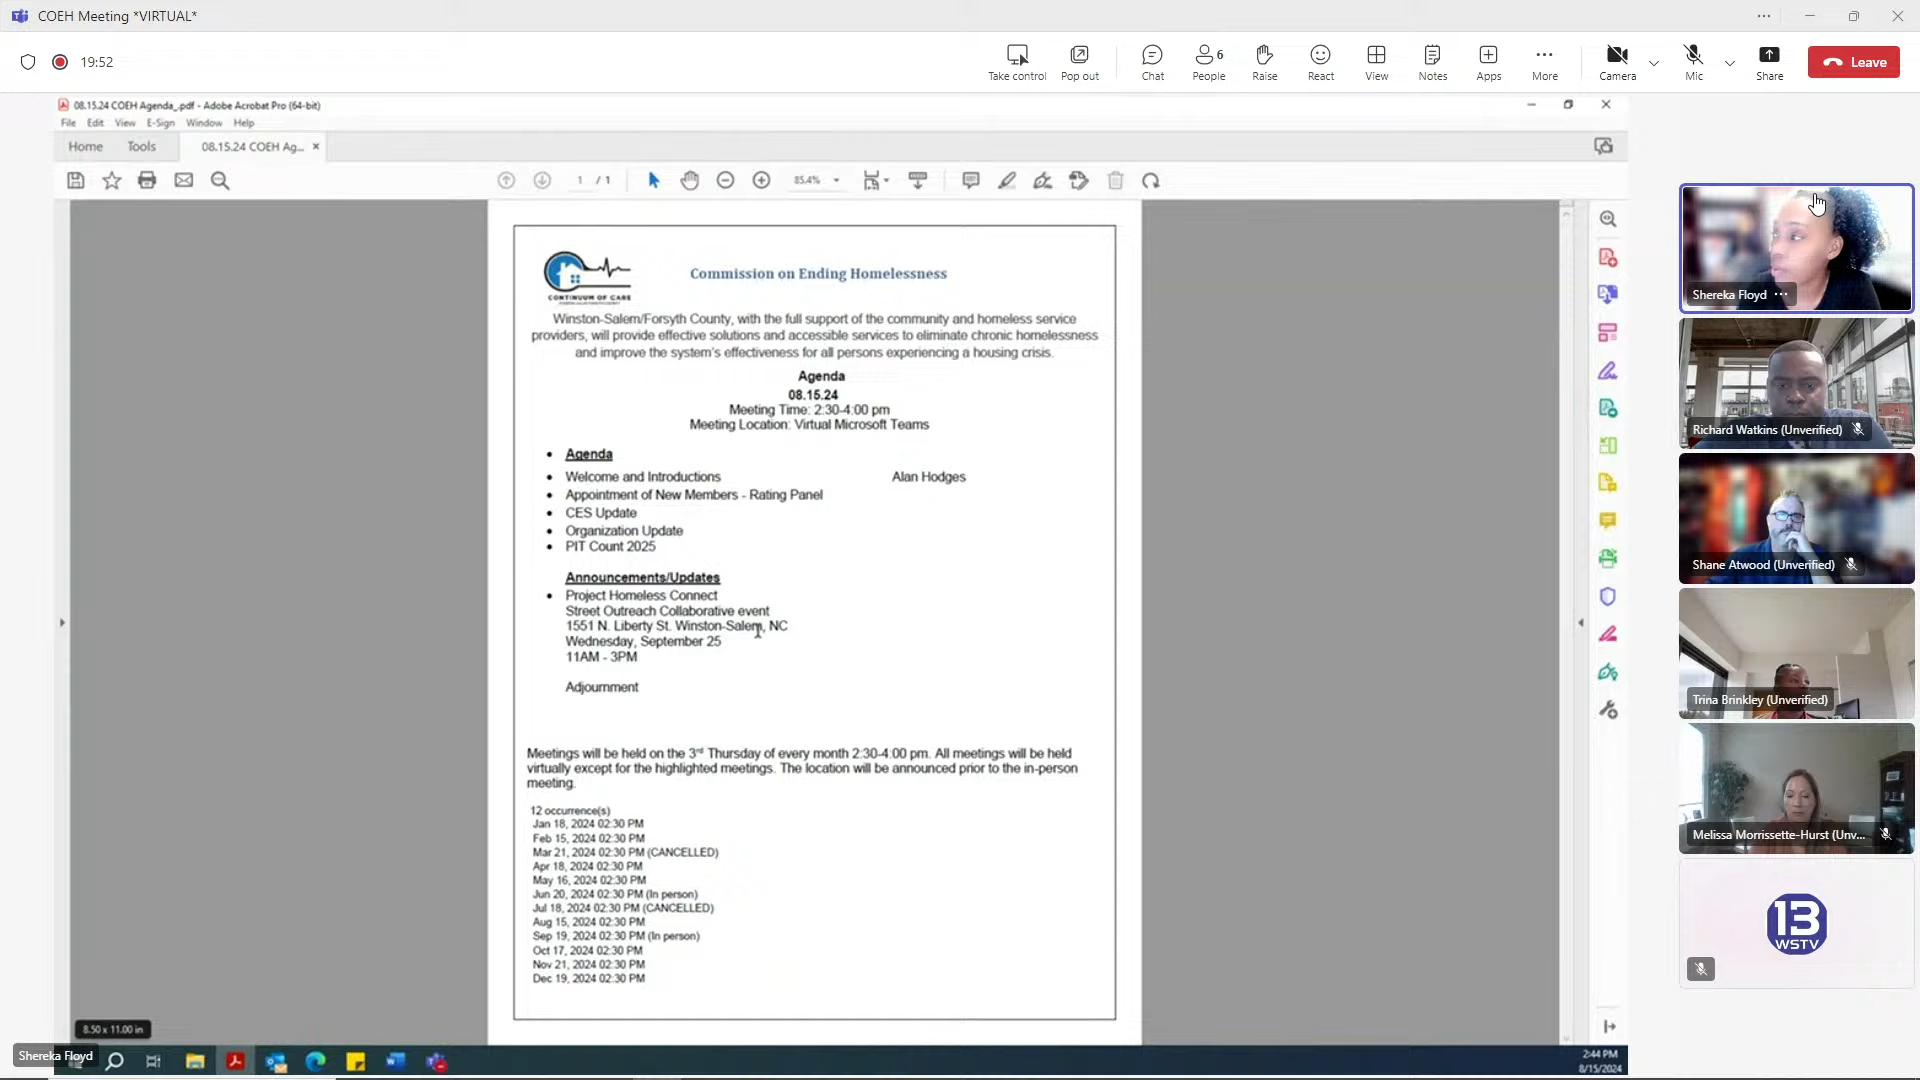 COEH Meeting *VIRTUAL*
19:52
Take control
Pop out
Chat
6
People
Raise
React
View
Notes
Apps
More
Camera
Mic
Share
Leave
08.15.24 COEH Agenda_.pdf - Adobe Acrobat Pro (64-bit)
File Edit View E-Sign Window Help
Home Tools 08.15.24 COEH Ag...
1 / 1 85.4%
CONTINUUM OF CARE
Commission on Ending Homelessness
Winston-Salem/Forsyth County, with the full support of the community and homeless service
providers, will provide effective solutions and accessible services to eliminate chronic homelessness
and improve the system's effectiveness for all persons experiencing a housing crisis.
Agenda
08.15.24
Meeting Time: 2:30-4:00 pm
Meeting Location: Virtual Microsoft Teams
Agenda
Welcome and Introductions Alan Hodges
Appointment of New Members - Rating Panel
CES Update
Organization Update
PIT Count 2025
Announcements/Updates
Project Homeless Connect
Street Outreach Collaborative event
1551 N. Liberty St. Winston-Salem, NC
Wednesday, September 25
11AM - 3PM
Adjournment
Meetings will be held on the 3rd Thursday of every month 2:30-4:00 pm. All meetings will be held
virtually except for the highlighted meetings. The location will be announced prior to the in-person
meeting.
12 occurrence(s)
Jan 18, 2024 02:30 PM
Feb 15, 2024 02:30 PM
Mar 21, 2024 02:30 PM (CANCELLED)
Apr 18, 2024 02:30 PM
May 16, 2024 02:30 PM
Jun 20, 2024 02:30 PM (In person)
Jul 18, 2024 02:30 PM (CANCELLED)
Aug 15, 2024 02:30 PM
Sep 19, 2024 02:30 PM (In person)
Oct 17, 2024 02:30 PM
Nov 21, 2024 02:30 PM
Dec 19, 2024 02:30 PM
8.50 x 11.00 in
Shereka Floyd
2:44 PM
8/15/2024
Shereka Floyd
Richard Watkins (Unverified)
Shane Atwood (Unverified)
Trina Brinkley (Unverified)
Melissa Morrissette-Hurst (Unv...
13
WSTV